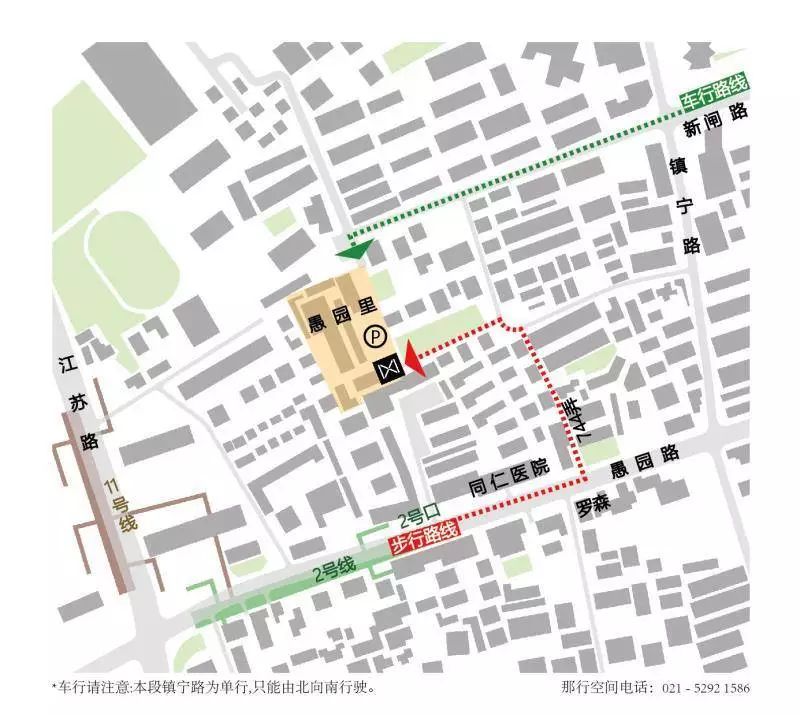 车行路线
新闸路
镇宁路
愚园里
P
江苏路
744弄
11号线
同仁医院
愚园路
罗森
2号口
步行路线
2号线
*车行请注意:本段镇宁路为单行,只能由北向南行驶。
那行空间电话: 021 - 5292 1586